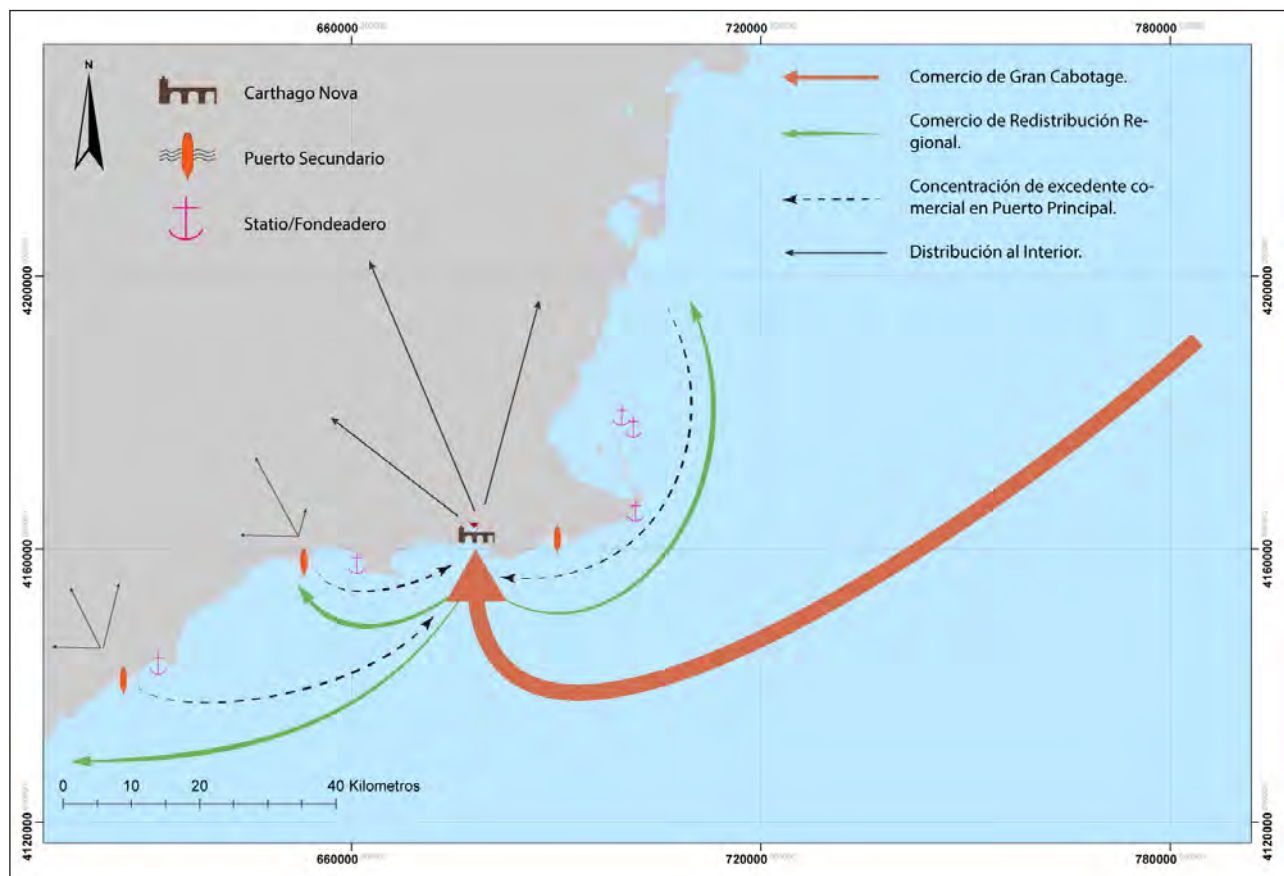 660000
720000
780000
N
Carthago Nova
Puerto Secundario
Statio/Fondeadero
Comercio de Gran Cabotage.
Comercio de Redistribución Re-
gional.
Concentración de excedente co-
mercial en Puerto Principal.
Distribución al Interior.
4200000
4200000
4160000
4160000
0 10 20 40 Kilometros
4120000
4120000
660000
720000
780000